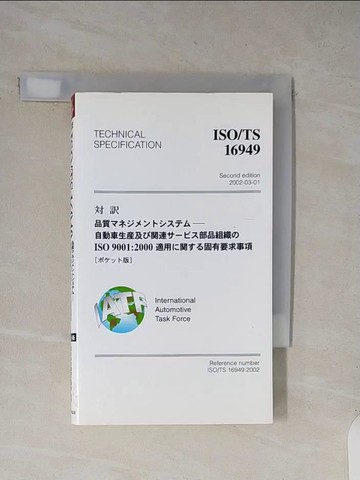 TECHNICAL
SPECIFICATION
ISO/TS
16949
Second edition
2002-03-01
対 訳
品質マネジメントシステム――
自動車生産及び関連サービス部品組織の
ISO 9001:2000 適用に関する固有要求事項
[ポケット版]
IATF
International
Automotive
Task Force
Reference number
ISO/TS 16949:2002